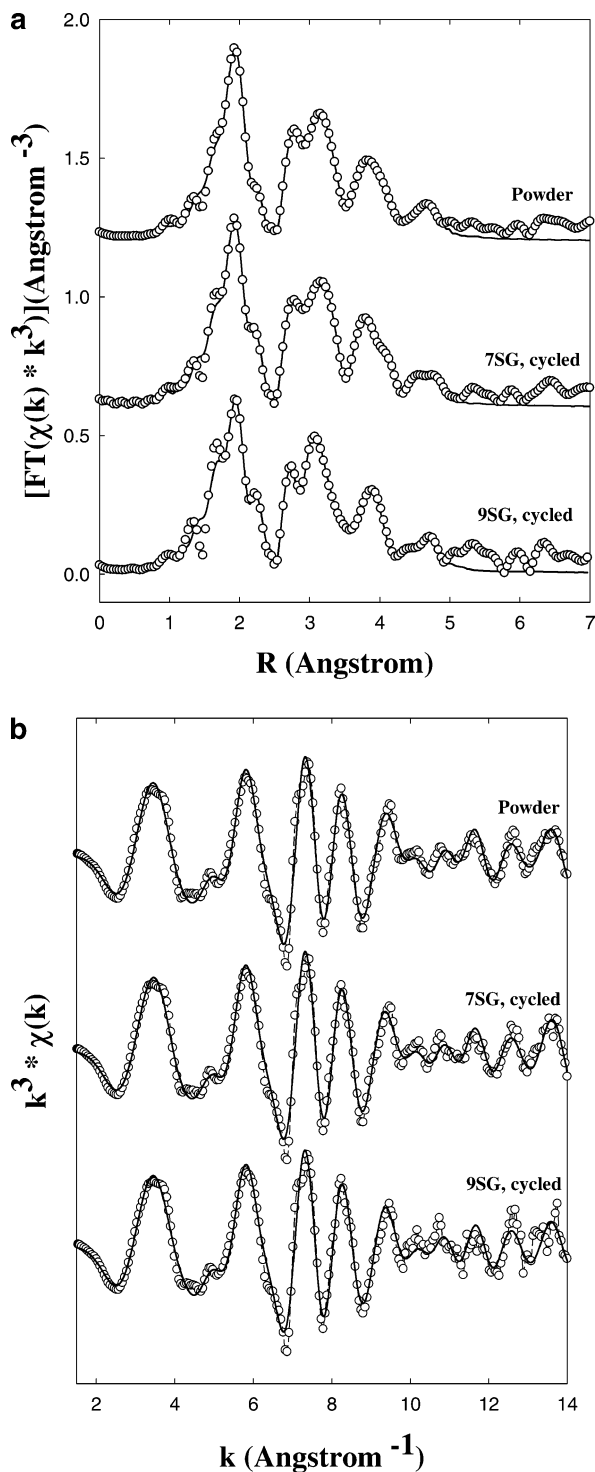 a
2.0
1.5
1.0
0.5
0.0
[FT(χ(k) * k3)](Angstrom -3)
Powder
7SG, cycled
9SG, cycled
0 1 2 3 4 5 6 7
R (Angstrom)
b
Powder
7SG, cycled
9SG, cycled
k3 * χ(k)
2 4 6 8 10 12 14
k (Angstrom -1)